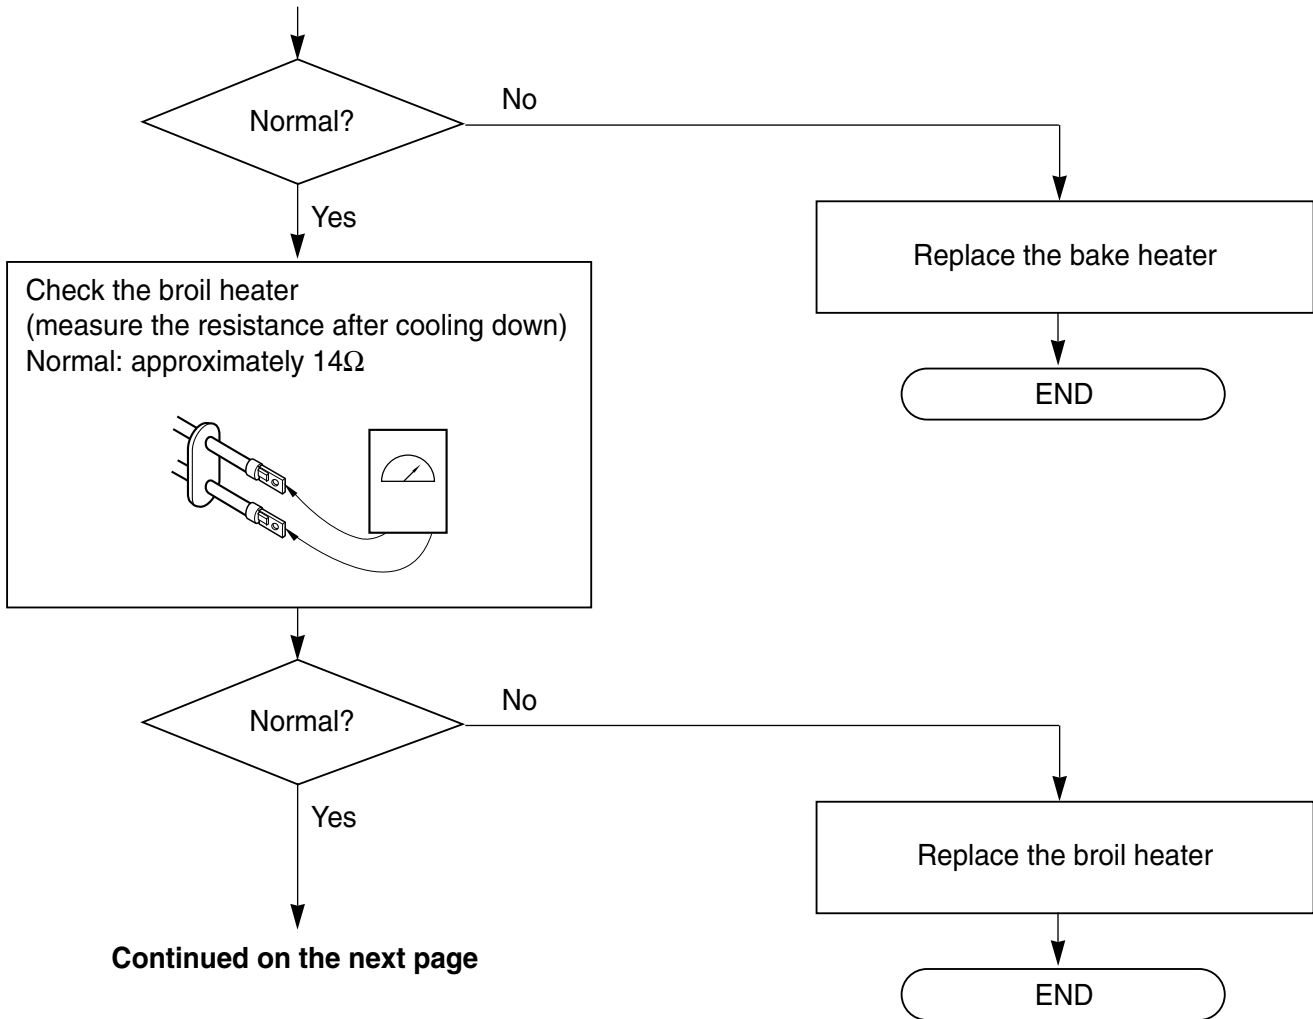 Normal?
No
Yes
Replace the bake heater
END
Check the broil heater
(measure the resistance after cooling down)
Normal: approximately 14Ω
Normal?
No
Yes
Replace the broil heater
END
Continued on the next page